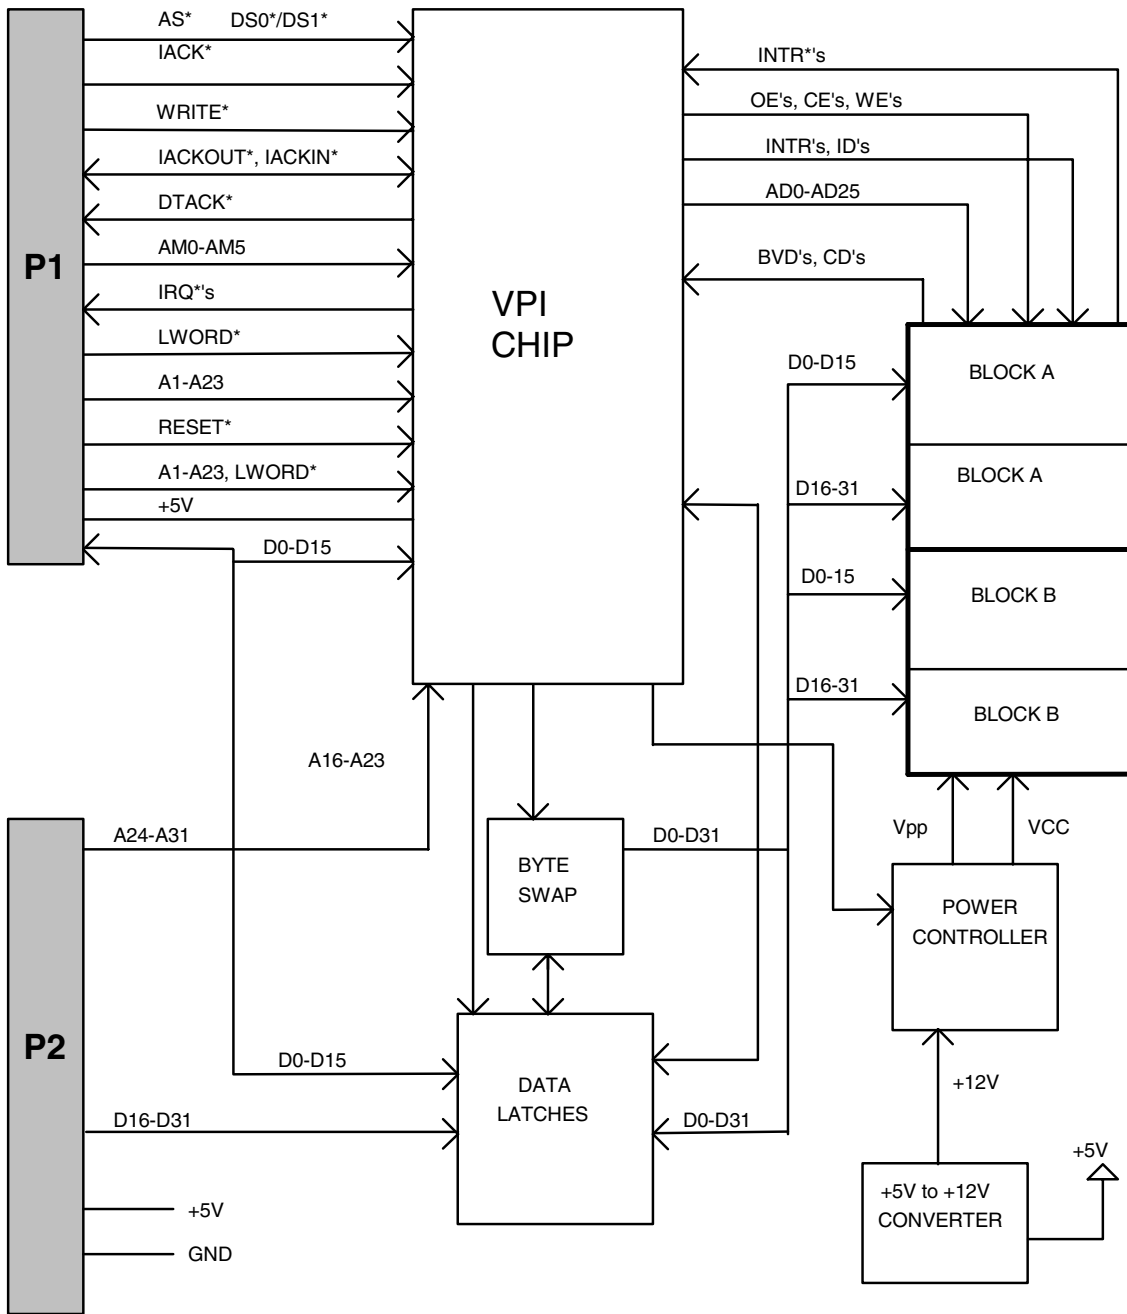 AS* DS0*/DS1*
IACK*
WRITE*
IACKOUT*, IACKIN*
DTACK*
AM0-AM5
IRQ*'s
LWORD*
A1-A23
RESET*
A1-A23, LWORD*
+5V
D0-D15
P1
VPI
CHIP
INTR*'s
OE's, CE's, WE's
INTR's, ID's
AD0-AD25
BVD's, CD's
D0-D15
BLOCK A
D16-31
BLOCK A
D0-15
BLOCK B
D16-31
BLOCK B
A16-A23
Vpp
VCC
A24-A31
D0-D31
BYTE
SWAP
POWER
CONTROLLER
P2
D0-D15
D16-D31
DATA
LATCHES
D0-D31
+12V
+5V
+5V to +12V
CONVERTER
+5V
GND